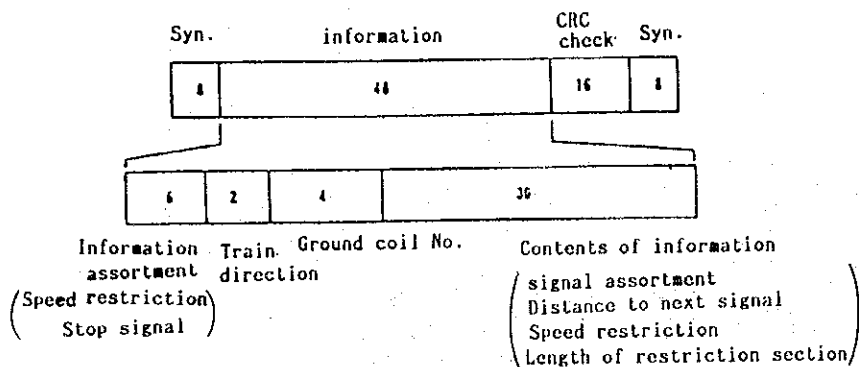 Syn. information CRC check Syn.
8 48 16 8
6 2 4 36
Information assortment
(Speed restriction
Stop signal)
Train direction
Ground coil No.
Contents of information
(signal assortment
Distance to next signal
Speed restriction
Length of restriction section)